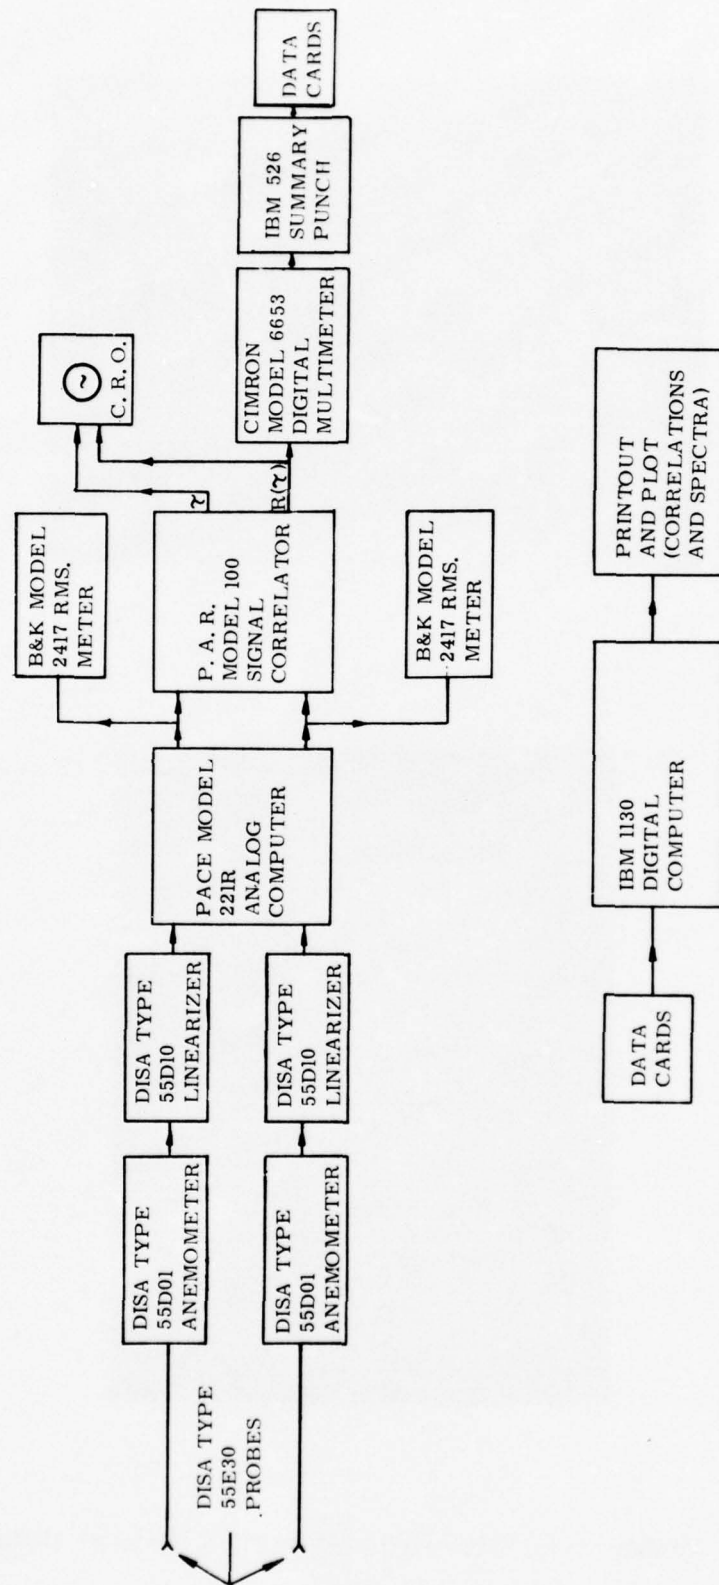 DISA TYPE
55E30
PROBES
DISA TYPE
55D01
ANEMOMETER
DISA TYPE
55D01
ANEMOMETER
DISA TYPE
55D10
LINEARIZER
DISA TYPE
55D10
LINEARIZER
PACE MODEL
221R
ANALOG
COMPUTER
B&K MODEL
2417 RMS.
METER
P. A. R.
MODEL 100
SIGNAL
CORRELATOR
B&K MODEL
2417 RMS.
METER
τ
R(τ)
~
C. R. O.
CIMRON
MODEL 6653
DIGITAL
MULTIMETER
IBM 526
SUMMARY
PUNCH
DATA
CARDS
DATA
CARDS
IBM 1130
DIGITAL
COMPUTER
PRINTOUT
AND PLOT
(CORRELATIONS
AND SPECTRA)